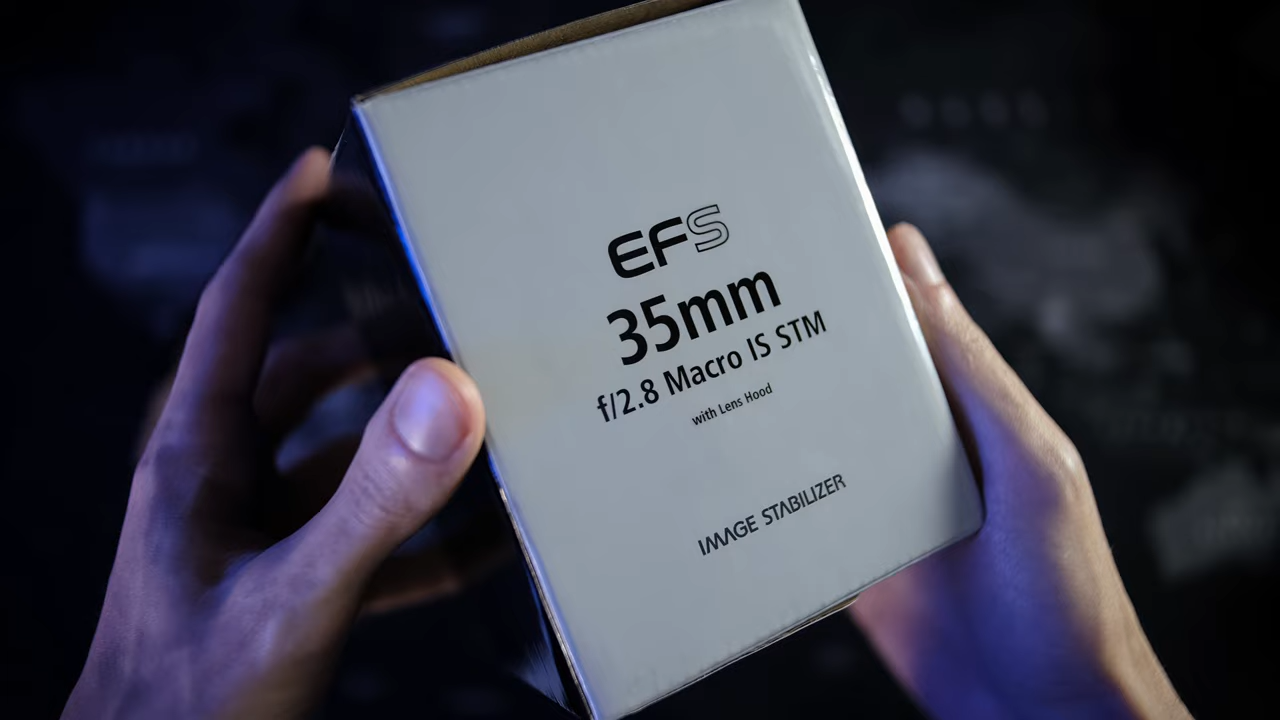 EFS
35mm
f/2.8 Macro IS STM
with Lens Hood
IMAGE STABILIZER